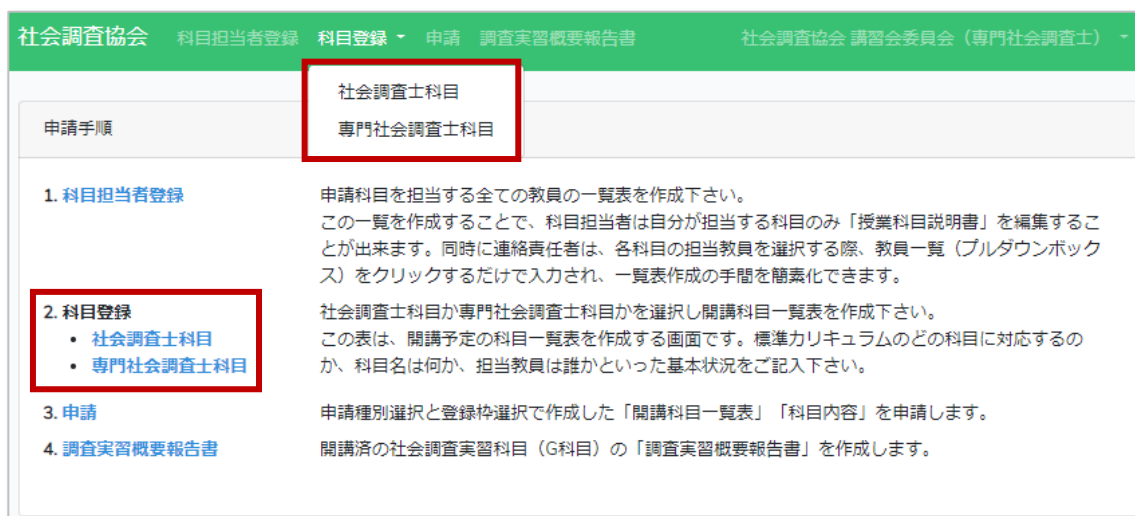 社会調査協会 科目担当者登録 科目登録 申請 調査実習概要報告書 社会調査協会 講習会委員会（専門社会調査士）
社会調査士科目
専門社会調査士科目
申請手順
1. 科目担当者登録
申請科目を担当する全ての教員の一覧表を作成下さい。
この一覧を作成することで、科目担当者は自分が担当する科目のみ「授業科目説明書」を編集するこ
とが出来ます。同時に連絡責任者は、各科目の担当教員を選択する際、教員一覧（プルダウンボック
ス）をクリックするだけで入力され、一覧表作成の手間を簡素化できます。
2. 科目登録
• 社会調査士科目
• 専門社会調査士科目
社会調査士科目か専門社会調査士科目かを選択し開講科目一覧表を作成下さい。
この表は、開講予定の科目一覧表を作成する画面です。標準カリキュラムのどの科目に対応するの
か、科目名は何か、担当教員は誰かといった基本状況をご記入下さい。
3. 申請
申請種別選択と登録枠選択で作成した「開講科目一覧表」「科目内容」を申請します。
4. 調査実習概要報告書
開講済の社会調査実習科目（G科目）の「調査実習概要報告書」を作成します。